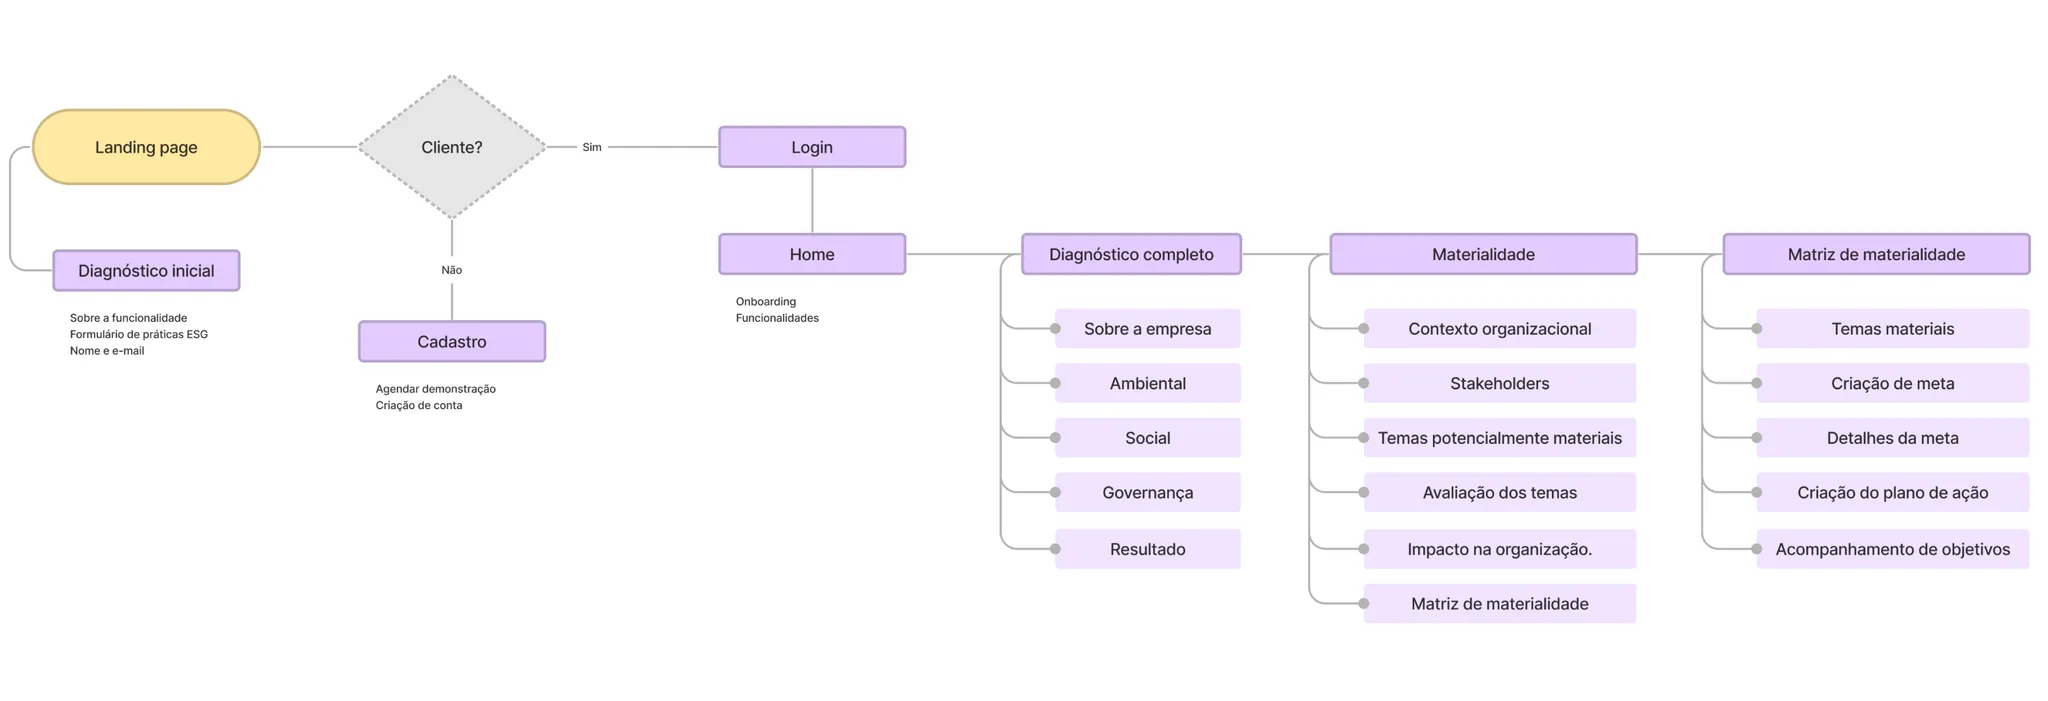 Landing page
Diagnóstico inicial
Sobre a funcionalidade
Formulário de práticas ESG
Nome e e-mail
Cliente?
Sim
Não
Cadastro
Agendar demonstração
Criação de conta
Login
Home
Onboarding
Funcionalidades
Diagnóstico completo
Sobre a empresa
Ambiental
Social
Governança
Resultado
Materialidade
Contexto organizacional
Stakeholders
Temas potencialmente materiais
Avaliação dos temas
Impacto na organização.
Matriz de materialidade
Matriz de materialidade
Temas materiais
Criação de meta
Detalhes da meta
Criação do plano de ação
Acompanhamento de objetivos